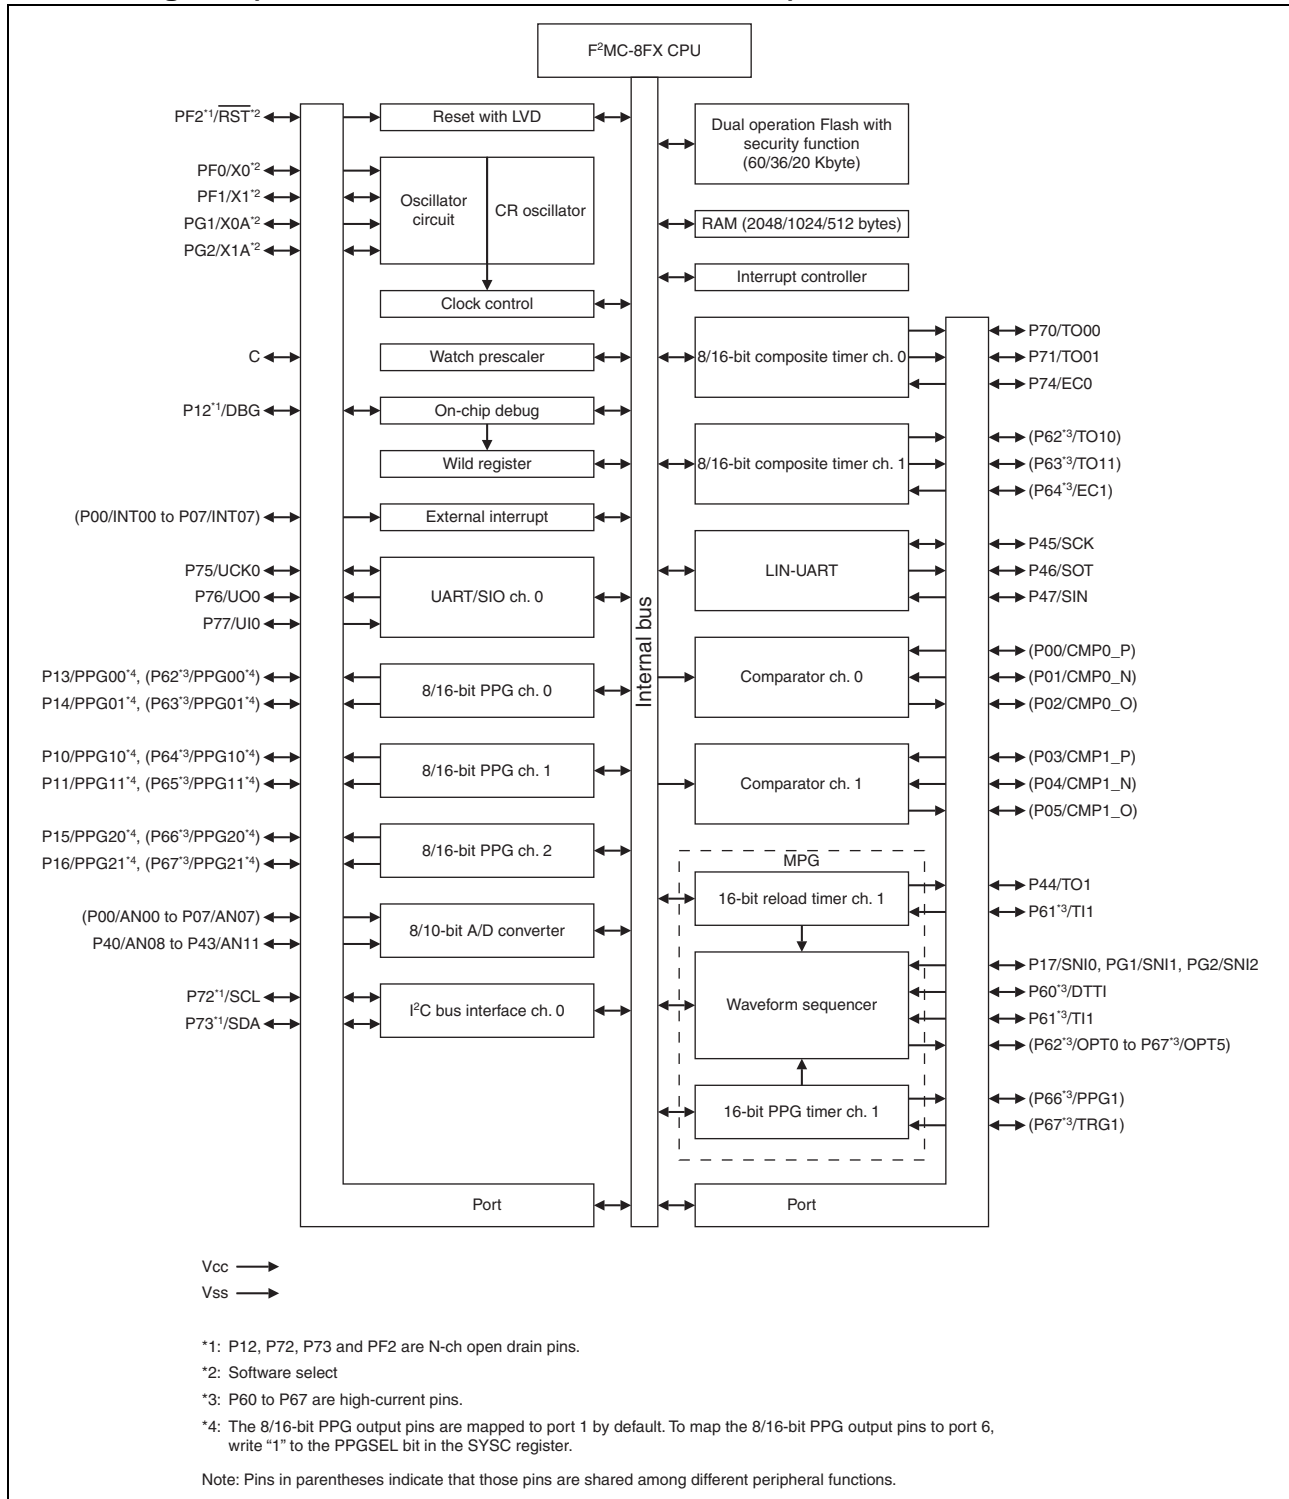 F²MC-8FX CPU
PF2*1/RST*2
PF0/X0*2
PF1/X1*2
PG1/X0A*2
PG2/X1A*2
C
P12*1/DBG
(P00/INT00 to P07/INT07)
P75/UCK0
P76/UO0
P77/UI0
P13/PPG00*4, (P62*3/PPG00*4)
P14/PPG01*4, (P63*3/PPG01*4)
P10/PPG10*4, (P64*3/PPG10*4)
P11/PPG11*4, (P65*3/PPG11*4)
P15/PPG20*4, (P66*3/PPG20*4)
P16/PPG21*4, (P67*3/PPG21*4)
(P00/AN00 to P07/AN07)
P40/AN08 to P43/AN11
P72*1/SCL
P73*1/SDA
Reset with LVD
Oscillator
circuit
CR oscillator
Clock control
Watch prescaler
On-chip debug
Wild register
External interrupt
UART/SIO ch. 0
8/16-bit PPG ch. 0
8/16-bit PPG ch. 1
8/16-bit PPG ch. 2
8/10-bit A/D converter
I²C bus interface ch. 0
Port
Internal bus
Dual operation Flash with
security function
(60/36/20 Kbyte)
RAM (2048/1024/512 bytes)
Interrupt controller
8/16-bit composite timer ch. 0
8/16-bit composite timer ch. 1
LIN-UART
Comparator ch. 0
Comparator ch. 1
MPG
16-bit reload timer ch. 1
Waveform sequencer
16-bit PPG timer ch. 1
Port
P70/TO00
P71/TO01
P74/EC0
(P62*3/TO10)
(P63*3/TO11)
(P64*3/EC1)
P45/SCK
P46/SOT
P47/SIN
(P00/CMP0_P)
(P01/CMP0_N)
(P02/CMP0_O)
(P03/CMP1_P)
(P04/CMP1_N)
(P05/CMP1_O)
P44/TO1
P61*3/TI1
P17/SNI0, PG1/SNI1, PG2/SNI2
P60*3/DTTI
P61*3/TI1
(P62*3/OPT0 to P67*3/OPT5)
(P66*3/PPG1)
(P67*3/TRG1)
Vcc
Vss
*1: P12, P72, P73 and PF2 are N-ch open drain pins.
*2: Software select
*3: P60 to P67 are high-current pins.
*4: The 8/16-bit PPG output pins are mapped to port 1 by default. To map the 8/16-bit PPG output pins to port 6,
write “1” to the PPGSEL bit in the SYSC register.
Note: Pins in parentheses indicate that those pins are shared among different peripheral functions.